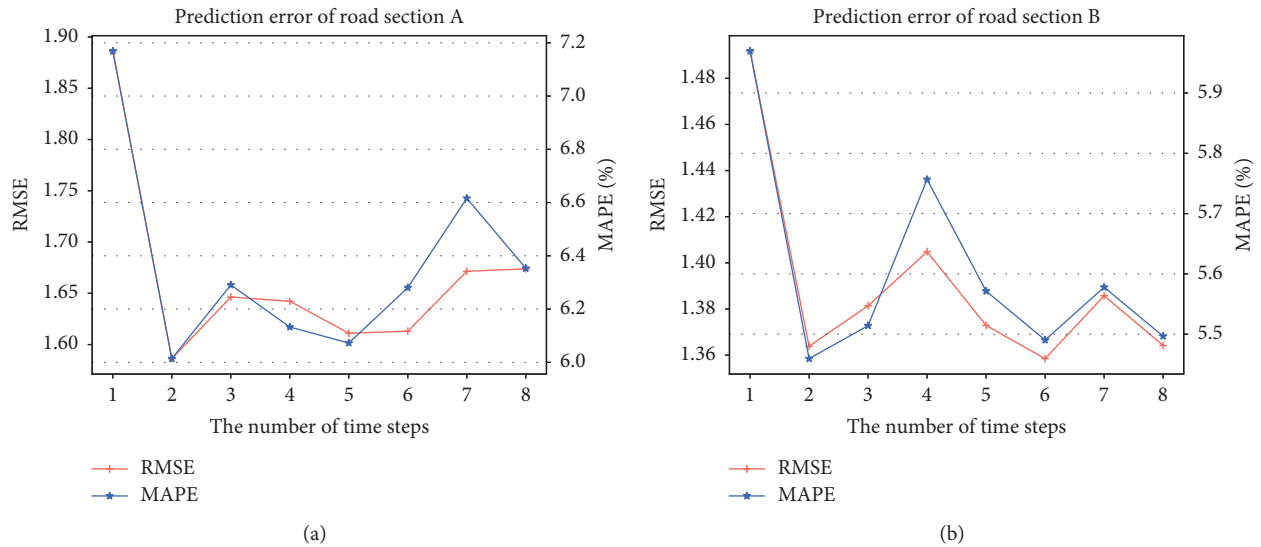 Prediction error of road section A
1.90
1.85
1.80
1.75
1.70
1.65
1.60
RMSE
7.2
7.0
6.8
6.6
6.4
6.2
6.0
MAPE (%)
1 2 3 4 5 6 7 8
The number of time steps
RMSE
MAPE
(a)
Prediction error of road section B
1.48
1.46
1.44
1.42
1.40
1.38
1.36
RMSE
5.9
5.8
5.7
5.6
5.5
MAPE (%)
1 2 3 4 5 6 7 8
The number of time steps
RMSE
MAPE
(b)